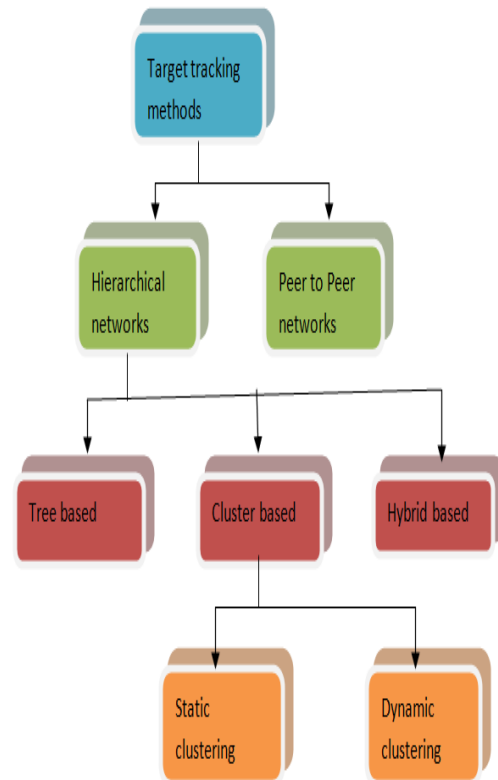 Target tracking
methods
Hierarchical
networks
Peer to Peer
networks
Tree based
Cluster based
Hybrid based
Static
clustering
Dynamic
clustering